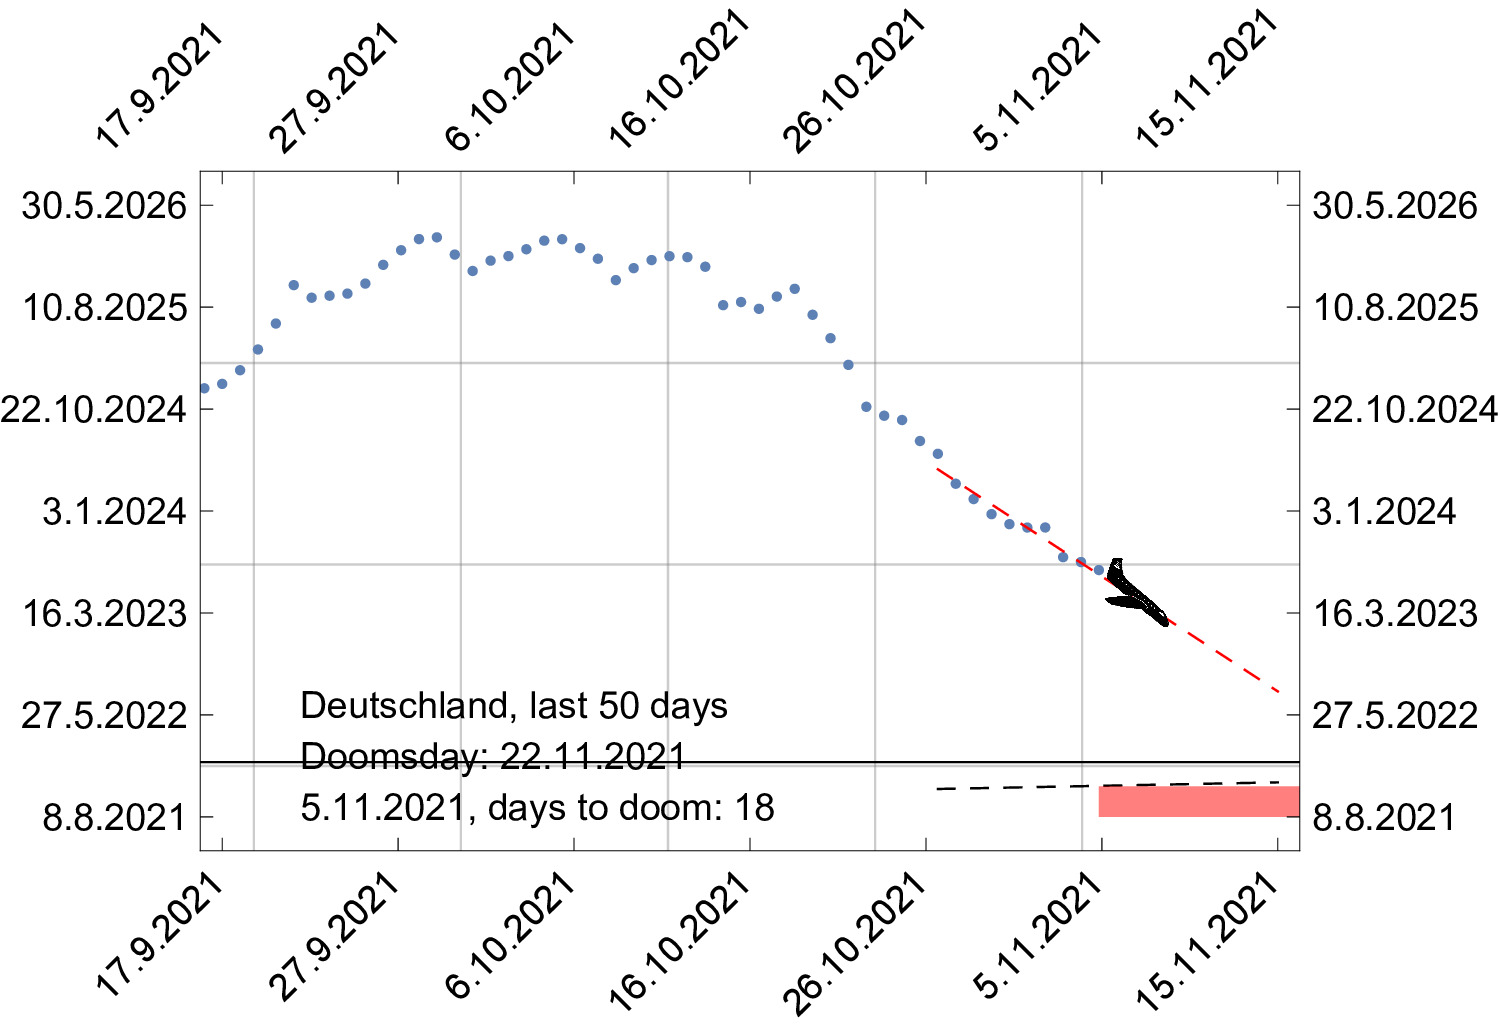 17.9.2021 27.9.2021 6.10.2021 16.10.2021 26.10.2021 5.11.2021 15.11.2021
30.5.2026 30.5.2026
10.8.2025 10.8.2025
22.10.2024 22.10.2024
3.1.2024 3.1.2024
16.3.2023 16.3.2023
Deutschland, last 50 days
27.5.2022 27.5.2022
Doomsday: 22.11.2021
5.11.2021, days to doom: 18
8.8.2021 8.8.2021
17.9.2021 27.9.2021 6.10.2021 16.10.2021 26.10.2021 5.11.2021 15.11.2021